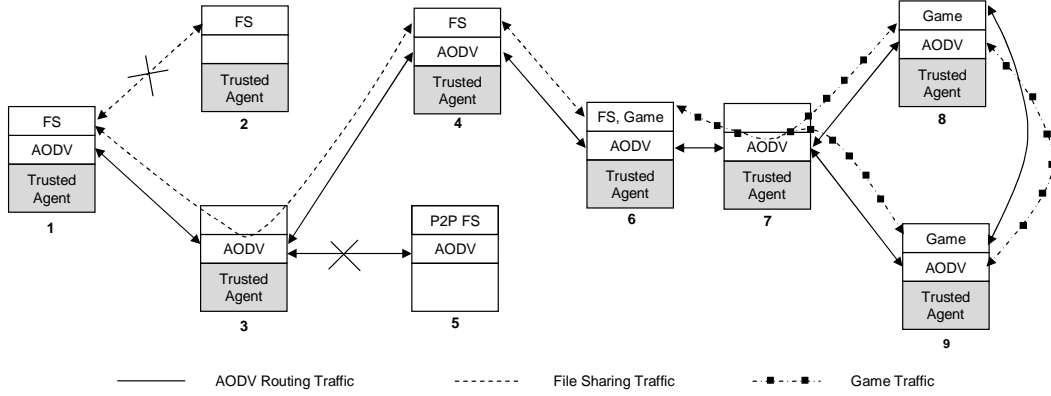 FS
Trusted
Agent
2
FS
AODV
Trusted
Agent
4
Game
AODV
Trusted
Agent
8
FS
AODV
Trusted
Agent
1
FS, Game
AODV
Trusted
Agent
6
AODV
Trusted
Agent
7
AODV
Trusted
Agent
3
P2P FS
AODV
5
Game
AODV
Trusted
Agent
9
AODV Routing Traffic
File Sharing Traffic
Game Traffic